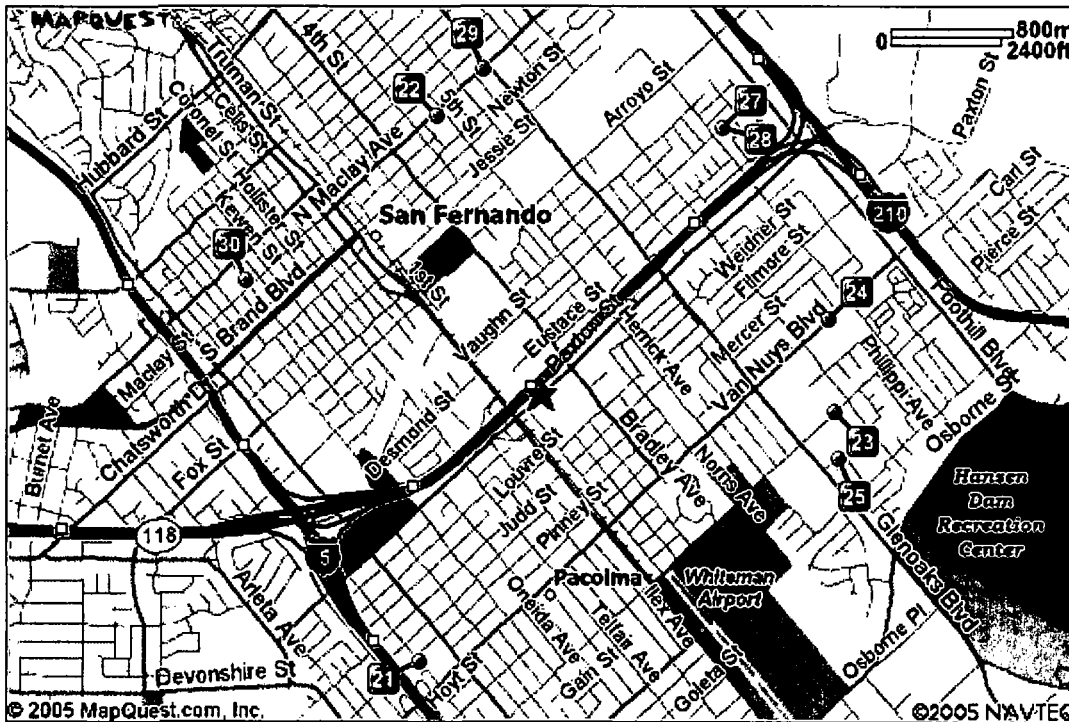 MAPQUEST
800m
0
2400ft
29
4th St
Truman St
Celis St
Coronel St
22
5th St
Newton St
Arroyo St
27
28
Paxton St
Hubbard St
N Maclay Ave
Jessie St
Carl St
Hollister St
Kewen St
San Fernando
210
Pierce St
30
Weidner St
Filmore St
S Brand Blvd
Vaughn St
Eustace St
Paxton St
Herrick Ave
Mercer St
Van Nuys Blvd
24
Foothill Blvd
Maclay St
Phillippi Ave
Chatsworth Dr
Desmond St
Osborne St
Fox St
Bradley Ave
23
Louvre St
Norris Ave
25
Judd St
Pinney St
Hansen
Dam
Recreation
Center
118
5
Glenoaks Blvd
Arleta Ave
Pacoima
Whiteman
Airport
Oneida Ave
Telfair Ave
Osborne Pl
Devonshire St
21
Hoyt St
Gain St
Goleta
© 2005 MapQuest.com, Inc.
©2005 NAVTEQ